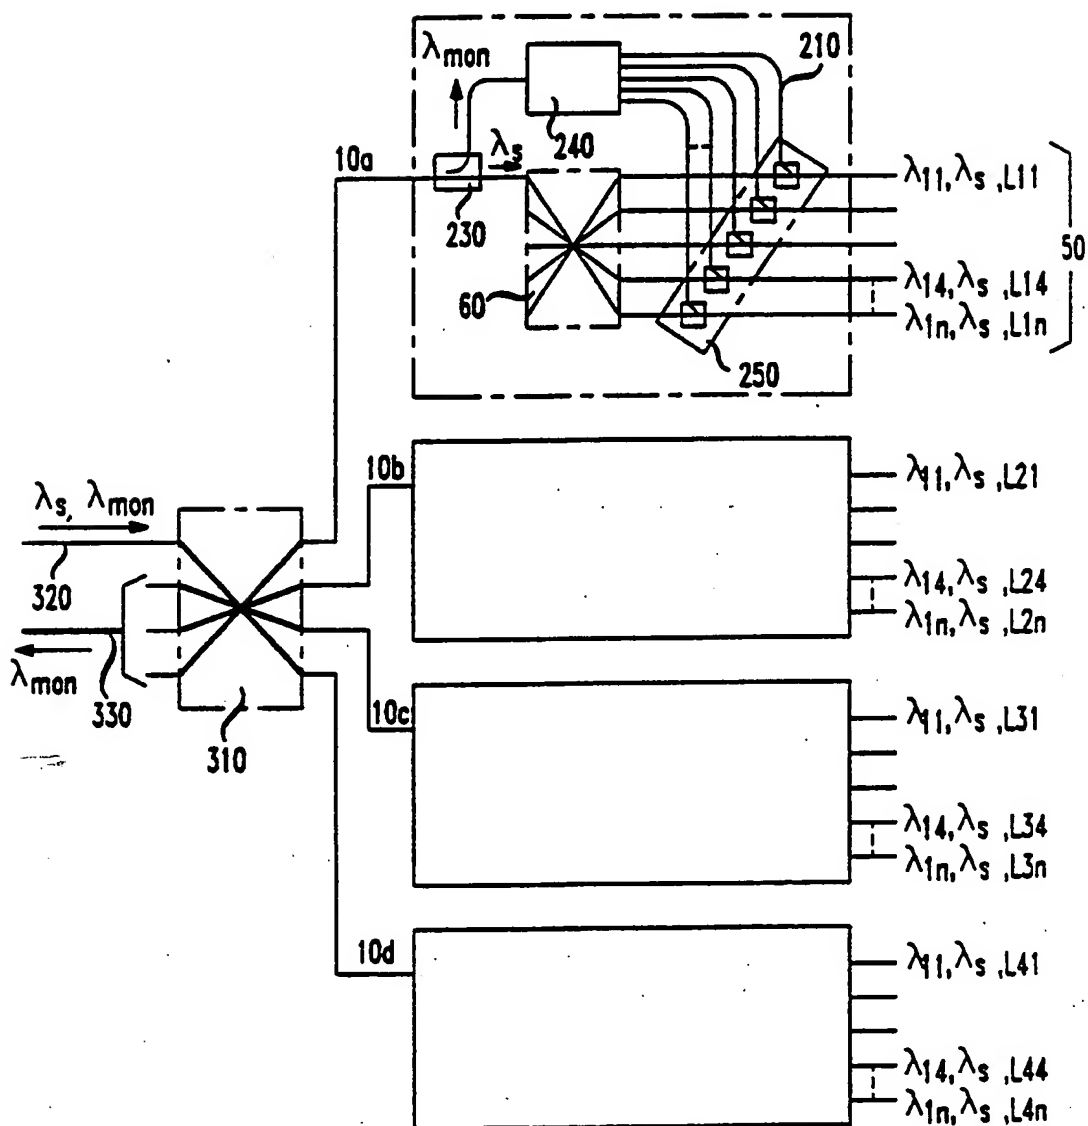 λmon
210
λs
240
10a
230
λ11, λs, L11
50
λ14, λs, L14
60
λ1n, λs, L1n
250
10b
λ11, λs, L21
λs, λmon
λ14, λs, L24
320
λ1n, λs, L2n
λmon
330
10c
λ11, λs, L31
310
λ14, λs, L34
λ1n, λs, L3n
10d
λ11, λs, L41
λ14, λs, L44
λ1n, λs, L4n